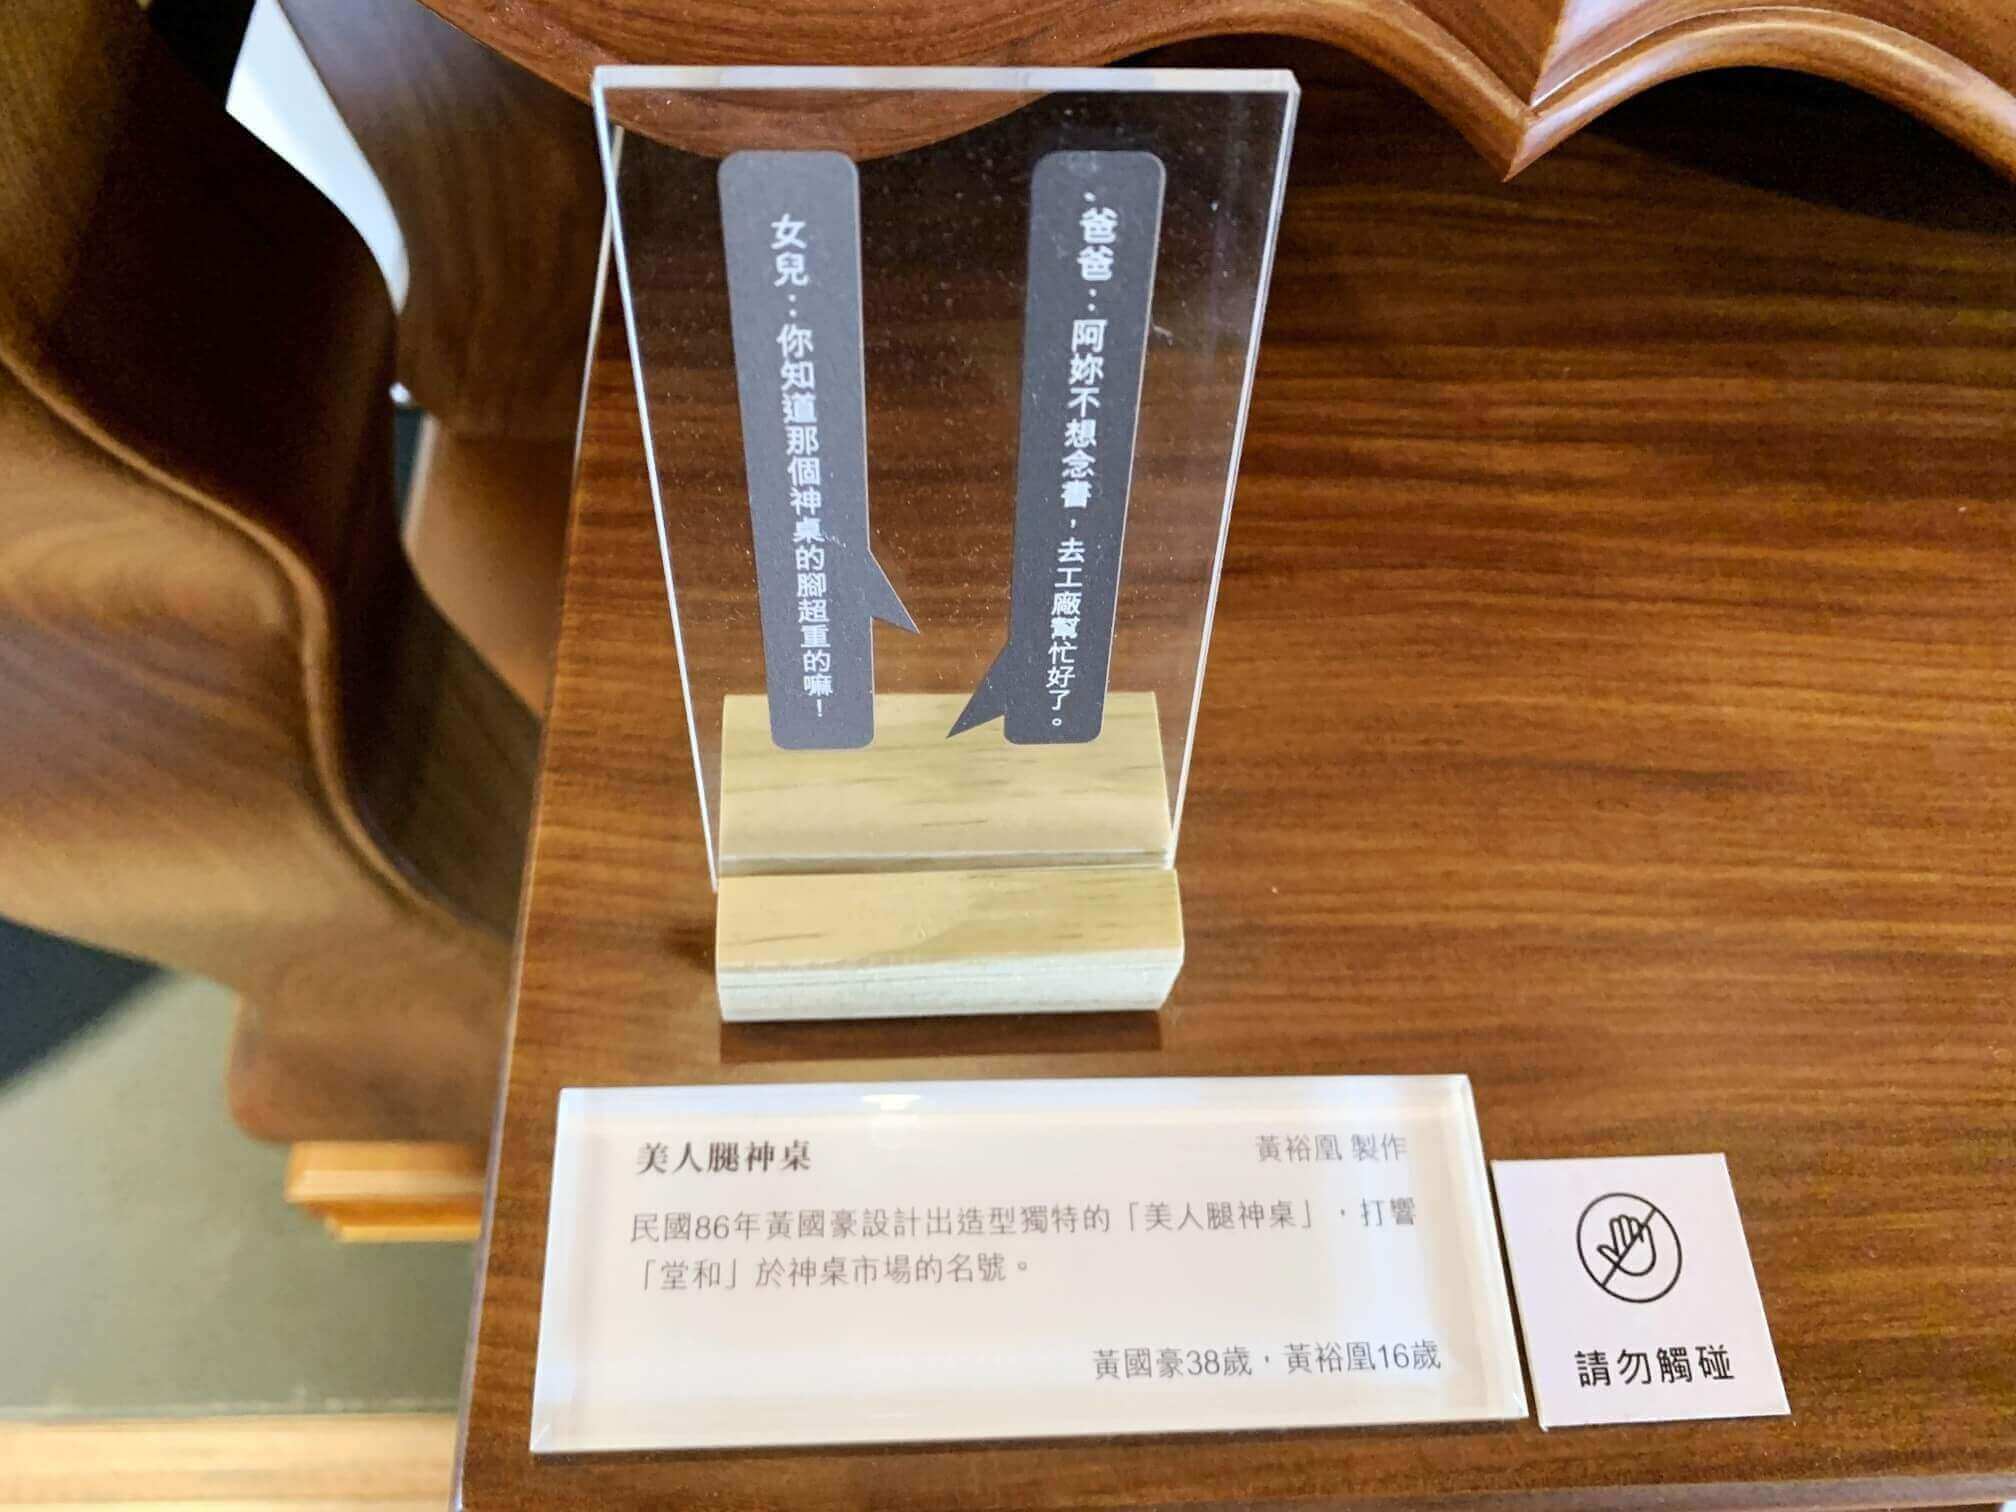 爸爸：阿妳不想念書，去工廠幫忙好了。
女兒：你知道那個神桌的腳超重的嘛！
美人腿神桌
黃裕凰 製作
民國86年黃國豪設計出造型獨特的「美人腿神桌」，打響
「堂和」於神桌市場的名號。
黃國豪38歲，黃裕凰16歲
請勿觸碰